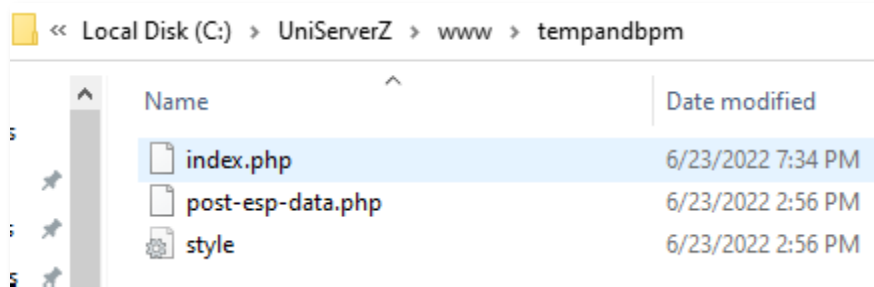 « Local Disk (C:) > UniServerZ > www > tempandbpm
Name Date modified
index.php 6/23/2022 7:34 PM
post-esp-data.php 6/23/2022 2:56 PM
style 6/23/2022 2:56 PM